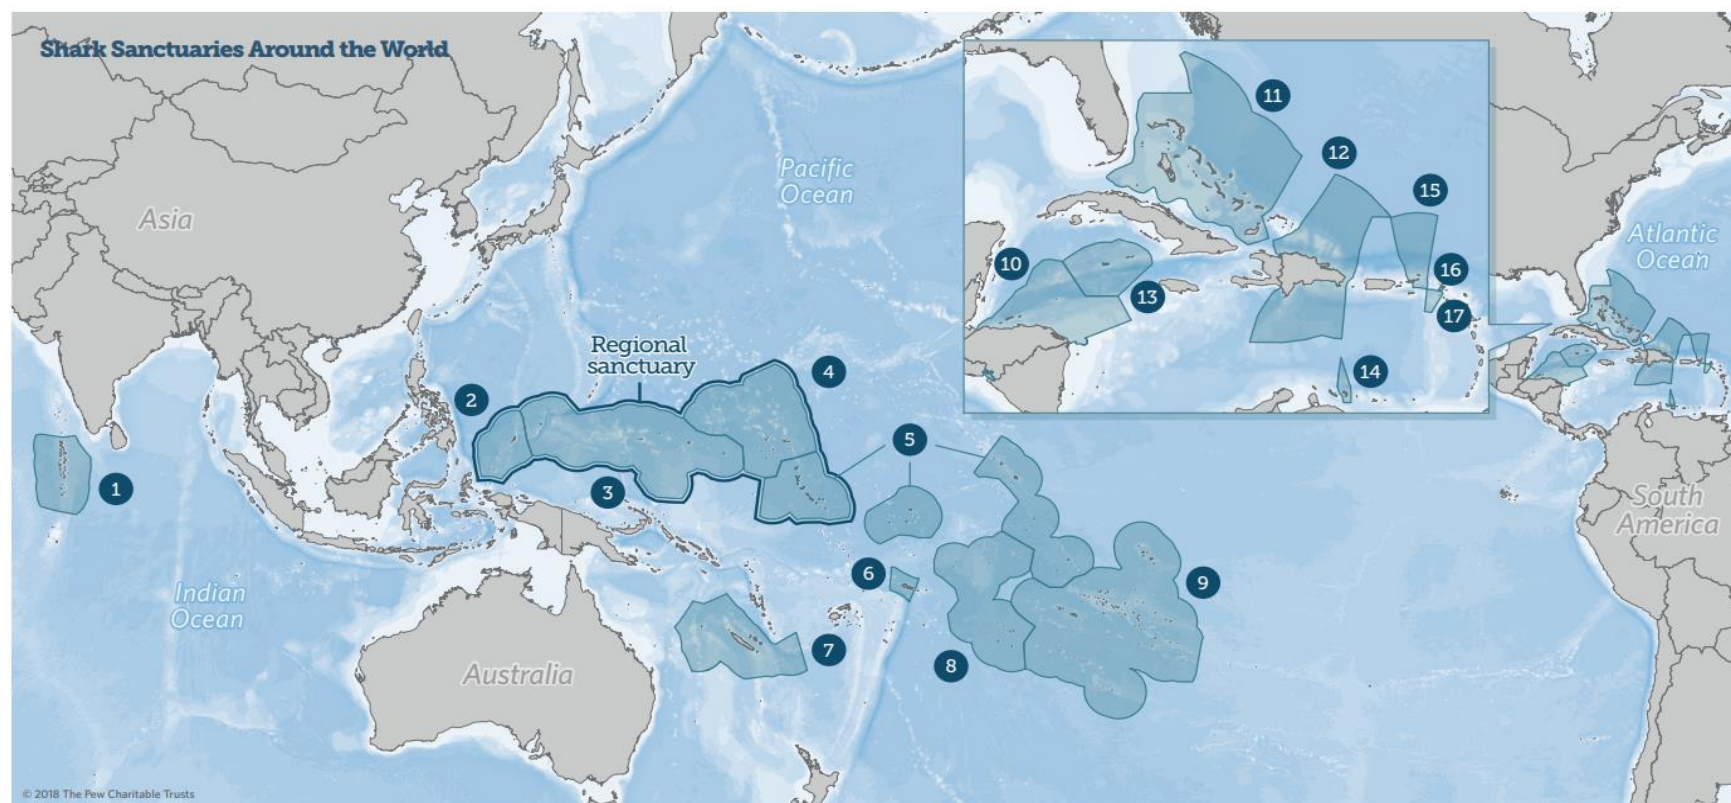 Shark Sanctuaries Around the World
Asia
Pacific
Ocean
Atlantic
Ocean
Regional
sanctuary
Indian
Ocean
Australia
South
America
1
2
3
4
5
6
7
8
9
10
11
12
13
14
15
16
17
© 2018 The Pew Charitable Trusts